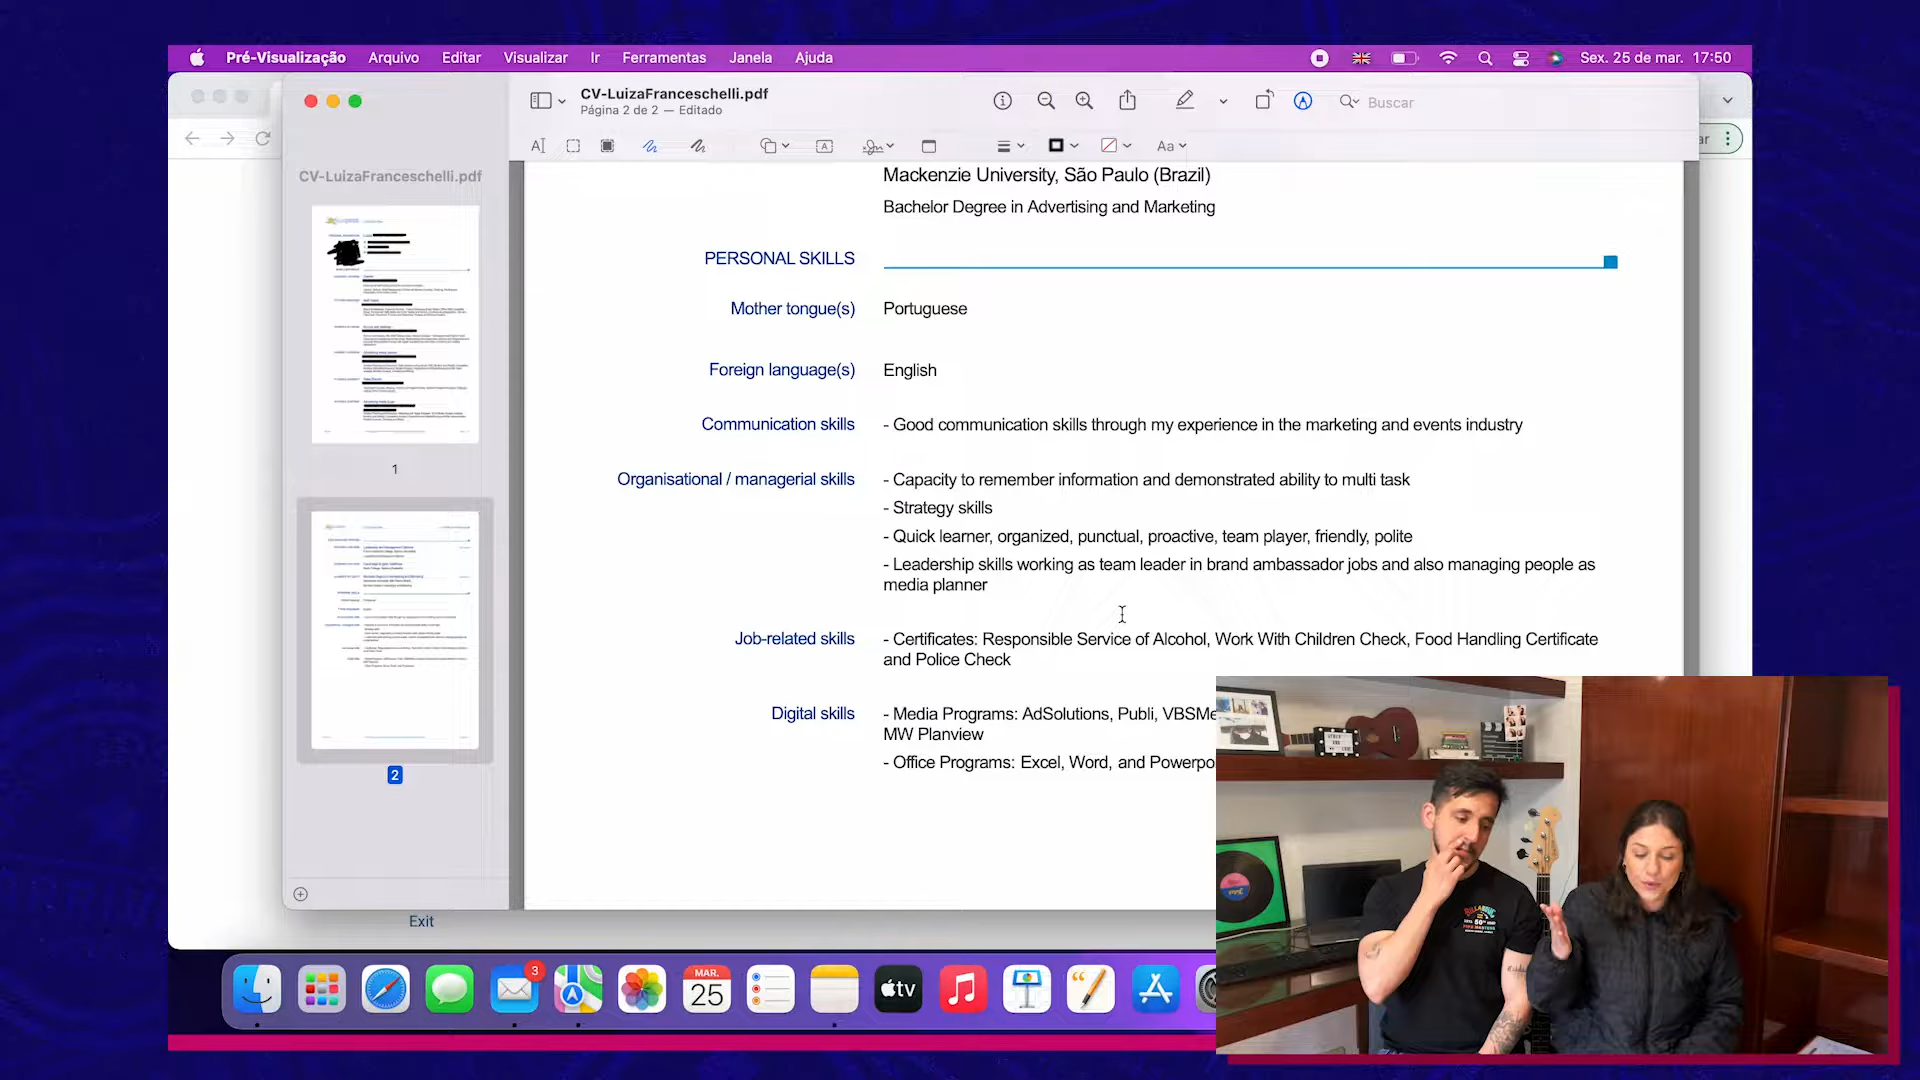 Pré-Visualização Arquivo Editar Visualizar Ir Ferramentas Janela Ajuda Sex. 25 de mar. 17:50
CV-LuizaFranceschelli.pdf
Página 2 de 2 — Editado
Buscar
Aa
ar
CV-LuizaFranceschelli.pdf
1
2
Mackenzie University, São Paulo (Brazil)
Bachelor Degree in Advertising and Marketing
PERSONAL SKILLS
Mother tongue(s) Portuguese
Foreign language(s) English
Communication skills - Good communication skills through my experience in the marketing and events industry
Organisational / managerial skills - Capacity to remember information and demonstrated ability to multi task
- Strategy skills
- Quick learner, organized, punctual, proactive, team player, friendly, polite
- Leadership skills working as team leader in brand ambassador jobs and also managing people as
media planner
Job-related skills - Certificates: Responsible Service of Alcohol, Work With Children Check, Food Handling Certificate
and Police Check
Digital skills - Media Programs: AdSolutions, Publi, VBSMe
MW Planview
- Office Programs: Excel, Word, and Powerpo
Exit
3
MAR.
25
tv
BILLABONG